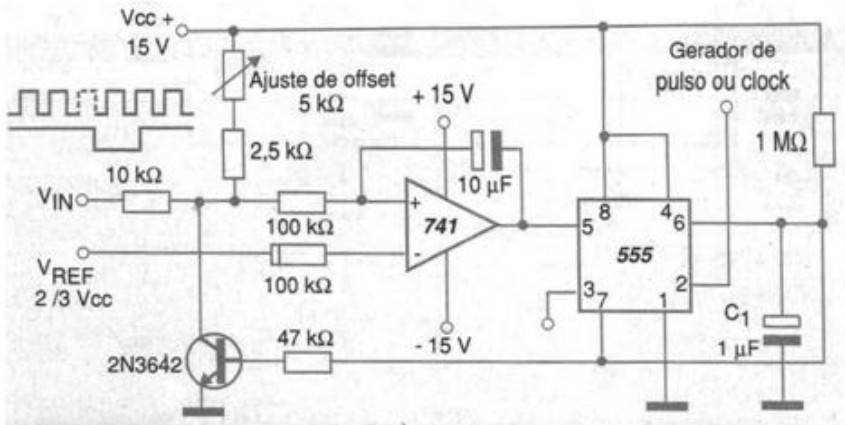 Vcc +
15 V
Ajuste de offset
5 kΩ
+ 15 V
Gerador de
pulso ou clock
1 MΩ
2,5 kΩ
10 kΩ
10 µF
V_IN
100 kΩ
+
741
-
8
4
5
6
555
3
2
7
1
V_REF
2 /3 Vcc
100 kΩ
- 15 V
C₁
1 µF
47 kΩ
2N3642